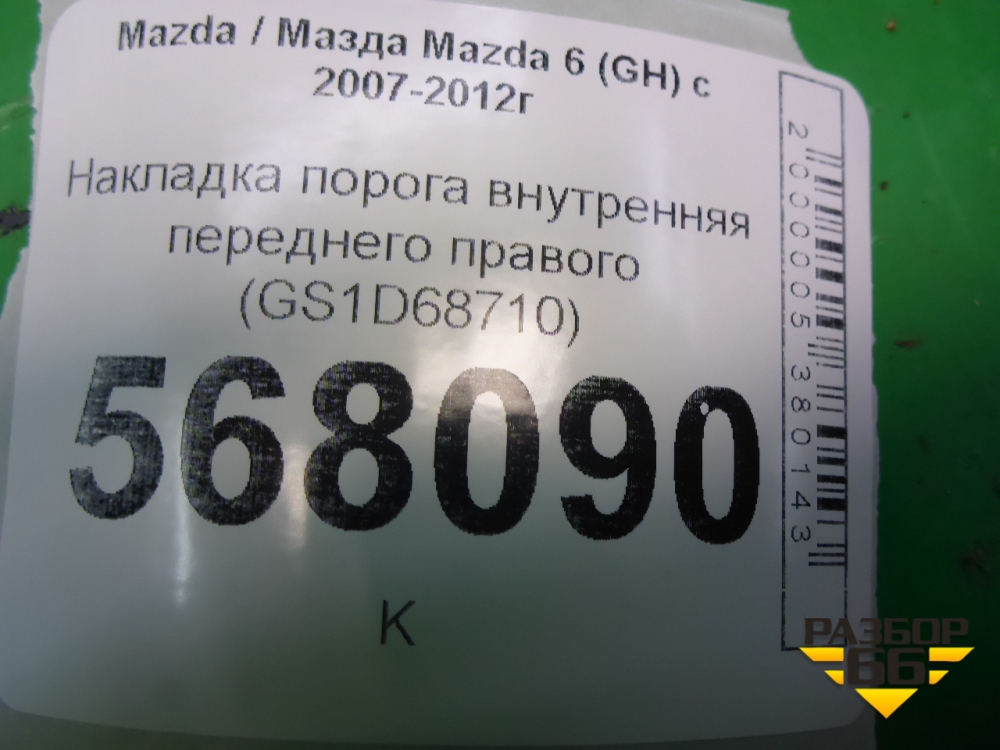 Mazda / Мазда Mazda 6 (GH) с
2007-2012г
Накладка порога внутренняя
переднего правого
(GS1D68710)
568090
К
2000005380143
РАЗБОР
66